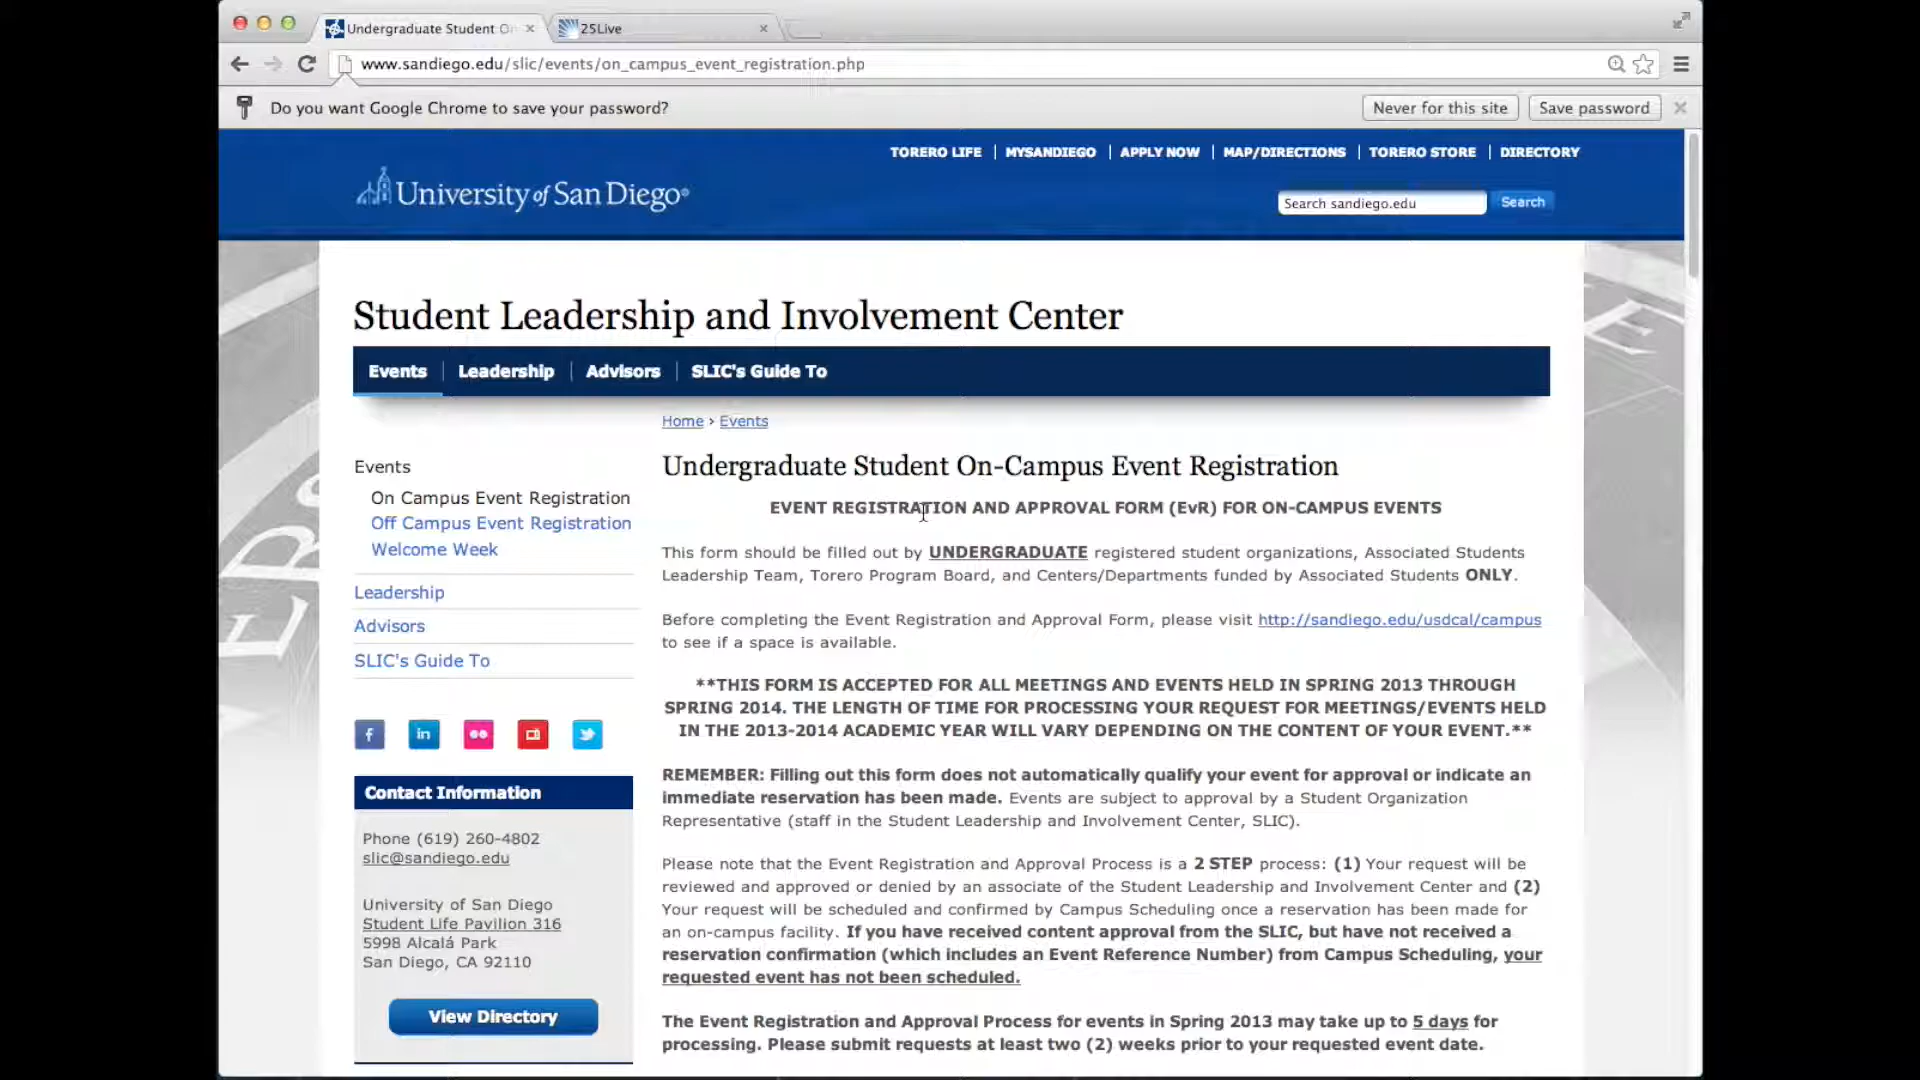 Undergraduate Student On
25Live
www.sandiego.edu/slic/events/on_campus_event_registration.php
Do you want Google Chrome to save your password?
Never for this site
Save password
TORERO LIFE | MYSANDIEGO | APPLY NOW | MAP/DIRECTIONS | TORERO STORE | DIRECTORY
University of San Diego®
Search sandiego.edu
Search
Student Leadership and Involvement Center
Events | Leadership | Advisors | SLIC's Guide To
Home > Events
Events
On Campus Event Registration
Off Campus Event Registration
Welcome Week
Leadership
Advisors
SLIC's Guide To
f
in
Contact Information
Phone (619) 260-4802
slic@sandiego.edu
University of San Diego
Student Life Pavilion 316
5998 Alcalá Park
San Diego, CA 92110
View Directory
Undergraduate Student On-Campus Event Registration
EVENT REGISTRATION AND APPROVAL FORM (EvR) FOR ON-CAMPUS EVENTS
This form should be filled out by UNDERGRADUATE registered student organizations, Associated Students
Leadership Team, Torero Program Board, and Centers/Departments funded by Associated Students ONLY.
Before completing the Event Registration and Approval Form, please visit http://sandiego.edu/usdcal/campus
to see if a space is available.
**THIS FORM IS ACCEPTED FOR ALL MEETINGS AND EVENTS HELD IN SPRING 2013 THROUGH
SPRING 2014. THE LENGTH OF TIME FOR PROCESSING YOUR REQUEST FOR MEETINGS/EVENTS HELD
IN THE 2013-2014 ACADEMIC YEAR WILL VARY DEPENDING ON THE CONTENT OF YOUR EVENT.**
REMEMBER: Filling out this form does not automatically qualify your event for approval or indicate an
immediate reservation has been made. Events are subject to approval by a Student Organization
Representative (staff in the Student Leadership and Involvement Center, SLIC).
Please note that the Event Registration and Approval Process is a 2 STEP process: (1) Your request will be
reviewed and approved or denied by an associate of the Student Leadership and Involvement Center and (2)
Your request will be scheduled and confirmed by Campus Scheduling once a reservation has been made for
an on-campus facility. If you have received content approval from the SLIC, but have not received a
reservation confirmation (which includes an Event Reference Number) from Campus Scheduling, your
requested event has not been scheduled.
The Event Registration and Approval Process for events in Spring 2013 may take up to 5 days for
processing. Please submit requests at least two (2) weeks prior to your requested event date.